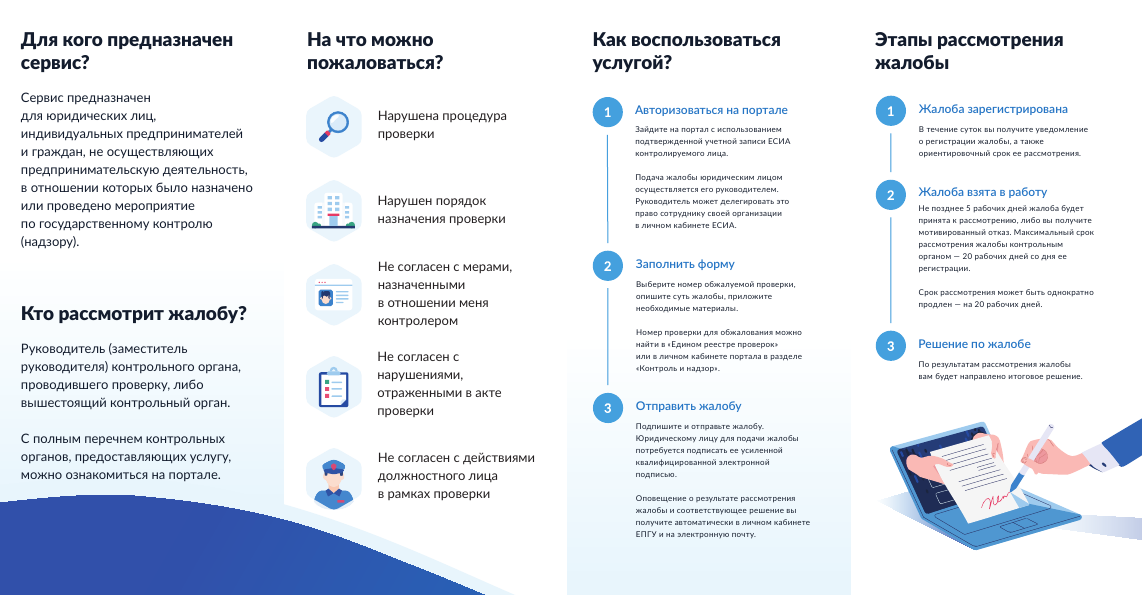 Для кого предназначен
сервис?
Сервис предназначен
для юридических лиц,
индивидуальных предпринимателей
и граждан, не осуществляющих
предпринимательскую деятельность,
в отношении которых было назначено
или проведено мероприятие
по государственному контролю
(надзору).
Кто рассмотрит жалобу?
Руководитель (заместитель
руководителя) контрольного органа,
проводившего проверку, либо
вышестоящий контрольный орган.
С полным перечнем контрольных
органов, предоставляющих услугу,
можно ознакомиться на портале.
На что можно
пожаловаться?
Нарушена процедура
проверки
Нарушен порядок
назначения проверки
Не согласен с мерами,
назначенными
в отношении меня
контролером
Не согласен с
нарушениями,
отраженными в акте
проверки
Не согласен с действиями
должностного лица
в рамках проверки
Как воспользоваться
услугой?
1
Авторизоваться на портале
Зайдите на портал с использованием
подтвержденной учетной записи ЕСИА
контролируемого лица.
Подача жалобы юридическим лицом
осуществляется его руководителем.
Руководитель может делегировать это
право сотруднику своей организации
в личном кабинете ЕСИА.
2
Заполнить форму
Выберите номер обжалуемой проверки,
опишите суть жалобы, приложите
необходимые материалы.
Номер проверки для обжалования можно
найти в «Едином реестре проверок»
или в личном кабинете портала в разделе
«Контроль и надзор».
3
Отправить жалобу
Подпишите и отправьте жалобу.
Юридическому лицу для подачи жалобы
потребуется подписать ее усиленной
квалифицированной электронной
подписью.
Оповещение о результате рассмотрения
жалобы и соответствующее решение вы
получите автоматически в личном кабинете
ЕПГУ и на электронную почту.
Этапы рассмотрения
жалобы
1
Жалоба зарегистрирована
В течение суток вы получите уведомление
о регистрации жалобы, а также
ориентировочный срок ее рассмотрения.
2
Жалоба взята в работу
Не позднее 5 рабочих дней жалоба будет
принята к рассмотрению, либо вы получите
мотивированный отказ. Максимальный срок
рассмотрения жалобы контрольным
органом — 20 рабочих дней со дня ее
регистрации.
Срок рассмотрения может быть однократно
продлен — на 20 рабочих дней.
3
Решение по жалобе
По результатам рассмотрения жалобы
вам будет направлено итоговое решение.